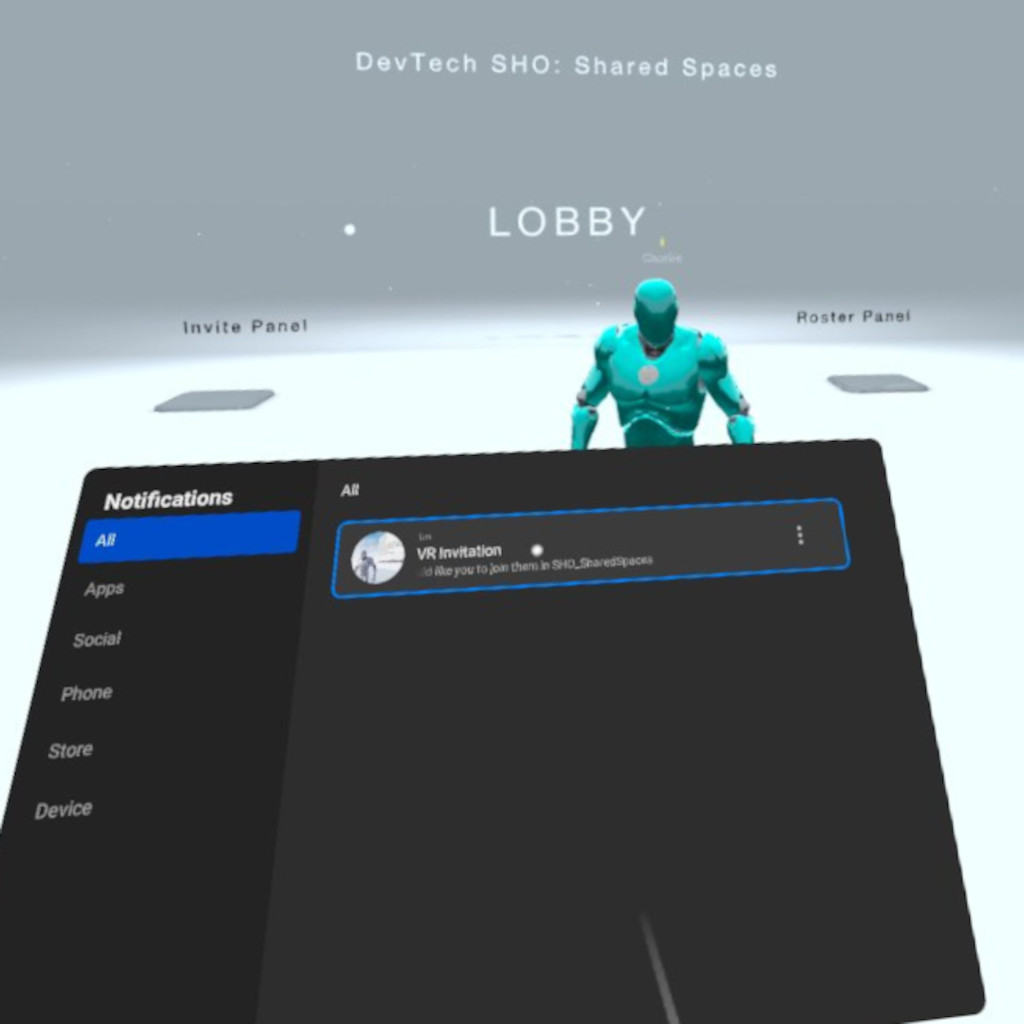 DevTech SHO: Shared Spaces
LOBBY
Invite Panel
Roster Panel
Notifications
All
Apps
Social
Phone
Store
Device
All
VR Invitation
like you to join them in SHO_SharedSpaces